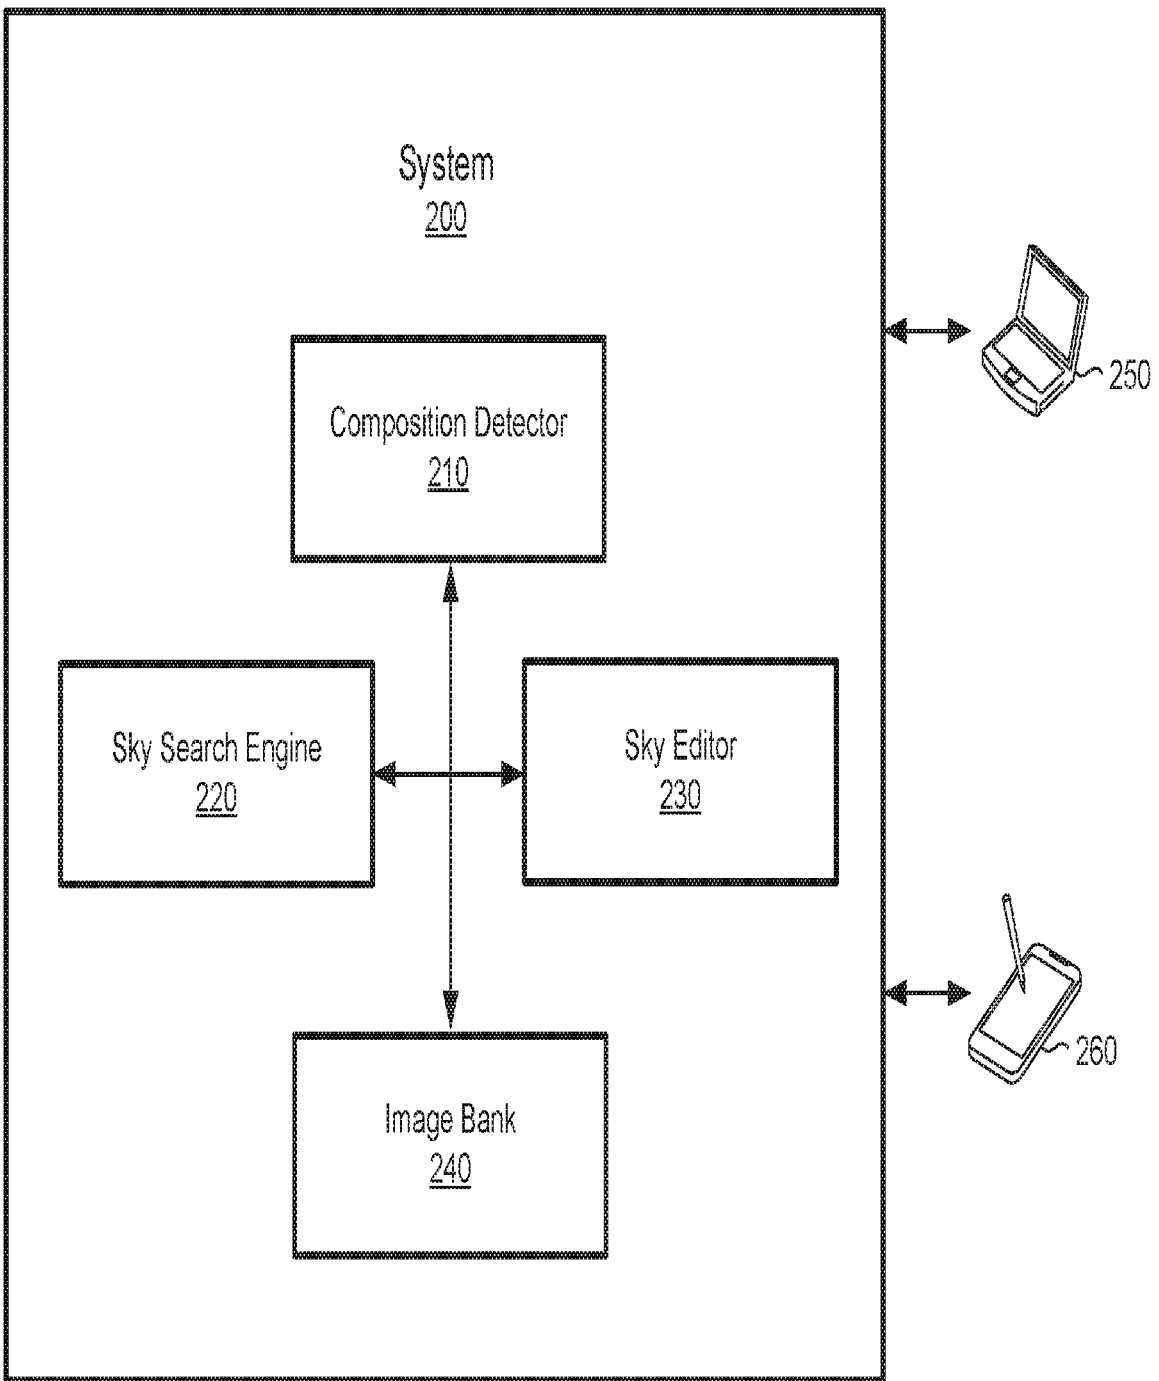 System
200
Composition Detector
210
250
Sky Search Engine
220
Sky Editor
230
260
Image Bank
240